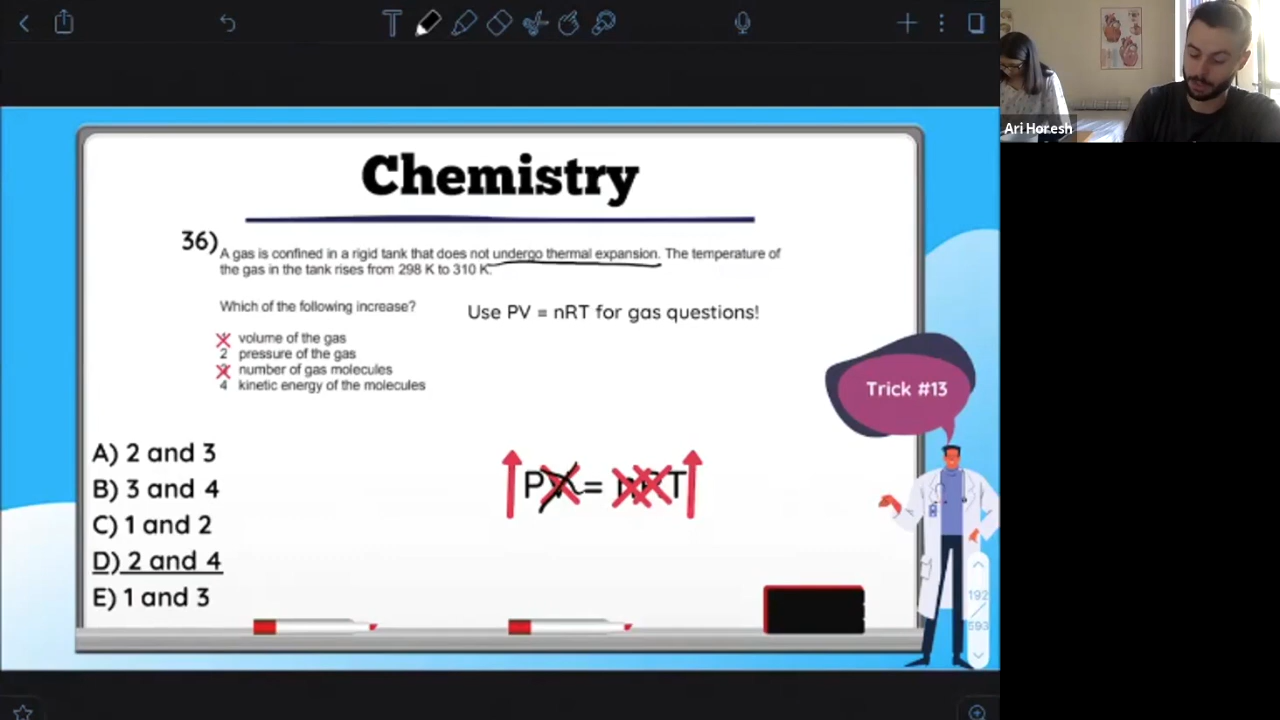 Ari Horesh
Chemistry
36)
A gas is confined in a rigid tank that does not undergo thermal expansion. The temperature of
the gas in the tank rises from 298 K to 310 K.
Which of the following increase?
Use PV = nRT for gas questions!
volume of the gas
2 pressure of the gas
number of gas molecules
4 kinetic energy of the molecules
Trick #13
A) 2 and 3
B) 3 and 4
C) 1 and 2
D) 2 and 4
E) 1 and 3
PV = nRT
192
593